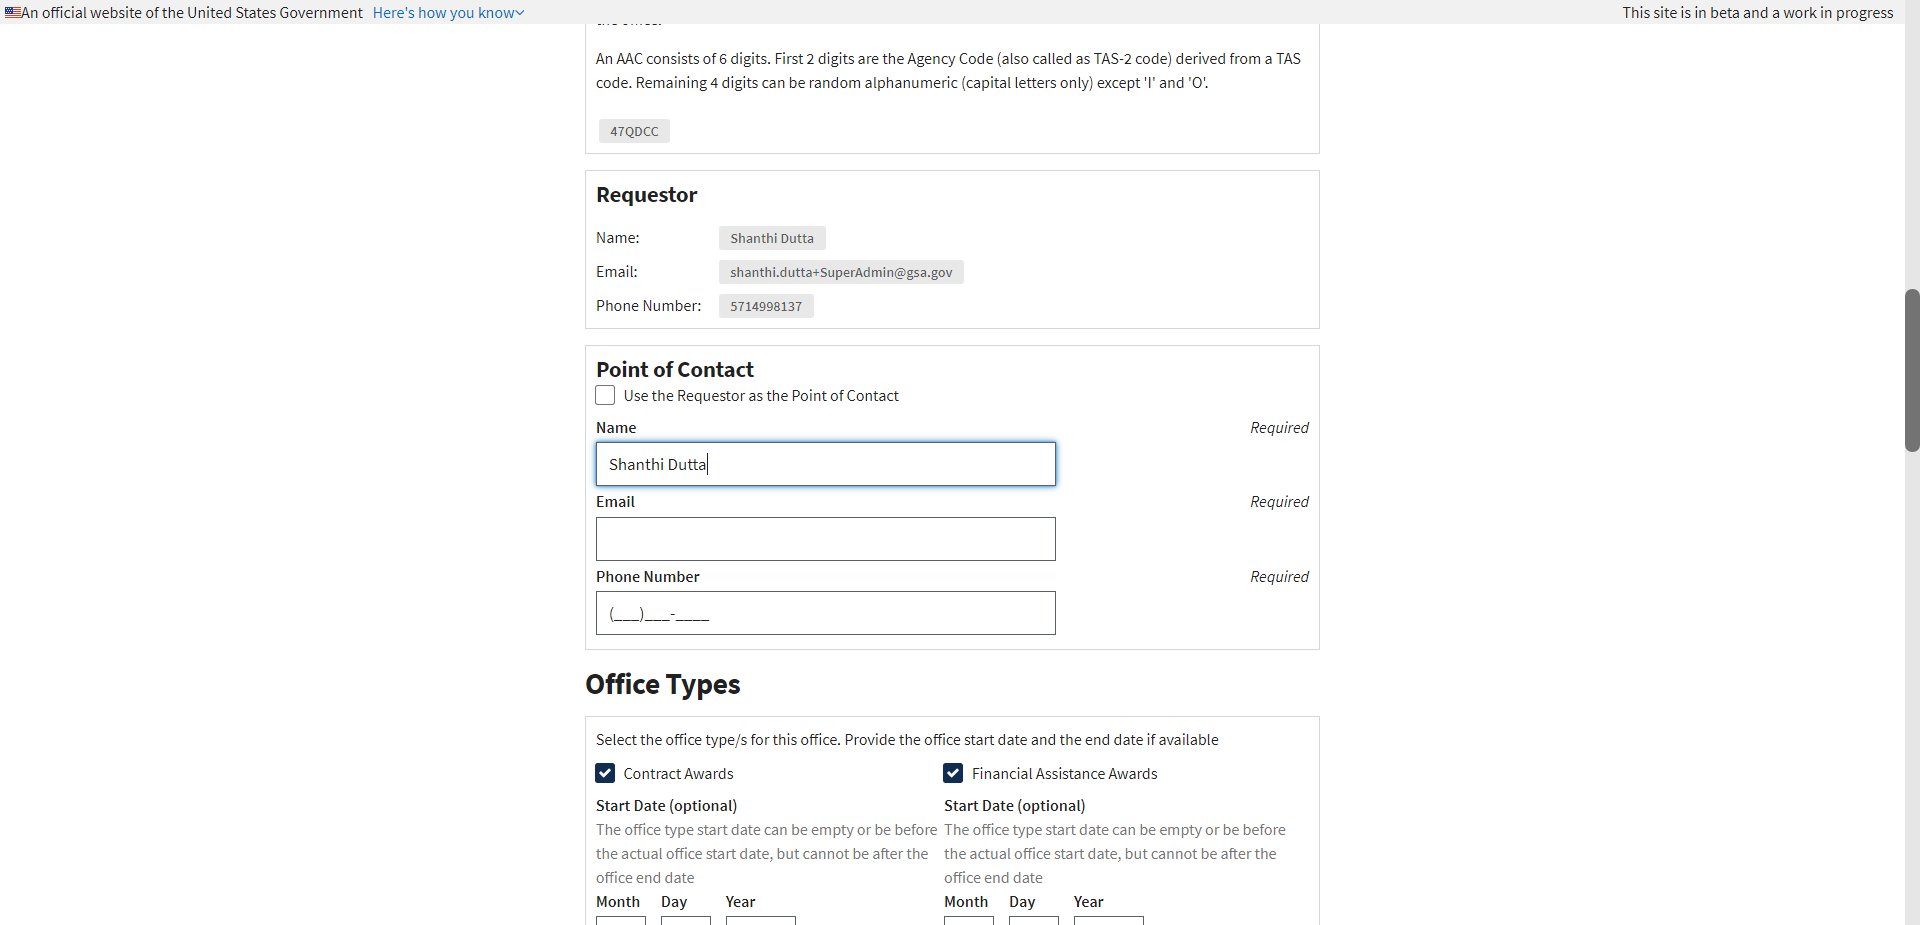 An official website of the United States Government Here's how you know
This site is in beta and a work in progress
An AAC consists of 6 digits. First 2 digits are the Agency Code (also called as TAS-2 code) derived from a TAS
code. Remaining 4 digits can be random alphanumeric (capital letters only) except 'I' and 'O'.
47QDCC
Requestor
Name: Shanthi Dutta
Email: shanthi.dutta+SuperAdmin@gsa.gov
Phone Number: 5714998137
Point of Contact
Use the Requestor as the Point of Contact
Name Required
Shanthi Dutta
Email Required
Phone Number Required
(___)___-____
Office Types
Select the office type/s for this office. Provide the office start date and the end date if available
Contract Awards
Start Date (optional)
The office type start date can be empty or be before
the actual office start date, but cannot be after the
office end date
Month Day Year
Financial Assistance Awards
Start Date (optional)
The office type start date can be empty or be before
the actual office start date, but cannot be after the
office end date
Month Day Year